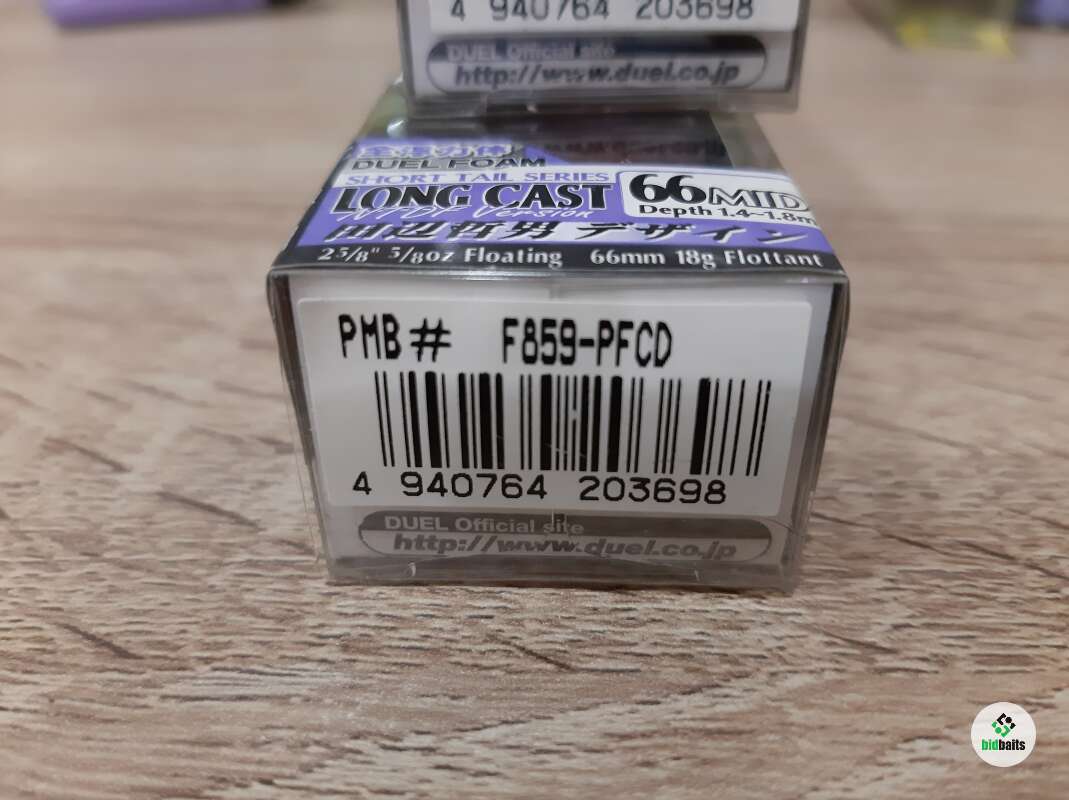 4 940764 203698
DUEL Official site
http://www.duel.co.jp
DUEL FOAM
SHORT TAIL SERIES
LONG CAST 66MID
Depth 1.4~1.8m
Version
田辺哲男 デザイン
2 5/8" 5/8oz Floating 66mm 18g Flottant
PMB# F859-PFCD
4 940764 203698
DUEL Official site
http://www.duel.co.jp
bidbaits